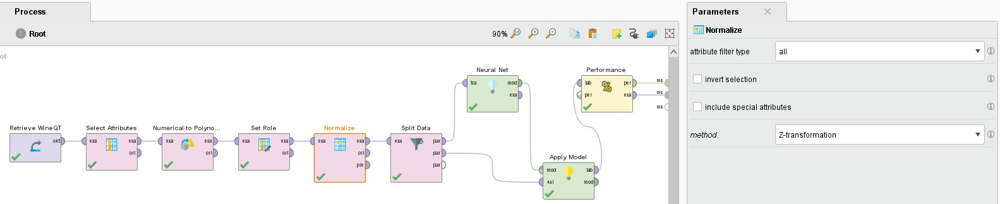 Process
Root
90%
ot
Retrieve WineQT
out
Select Attributes
exa
exa
ori
Numerical to Polyno...
exa
exa
ori
Set Role
exa
exa
ori
Normalize
exa
exa
ori
pre
Split Data
exa
par
par
par
Neural Net
tra
mod
exa
Apply Model
mod
unl
lab
mod
Performance
lab
per
per
exa
res
res
res
Parameters
Normalize
attribute filter type
all
invert selection
include special attributes
method
Z-transformation